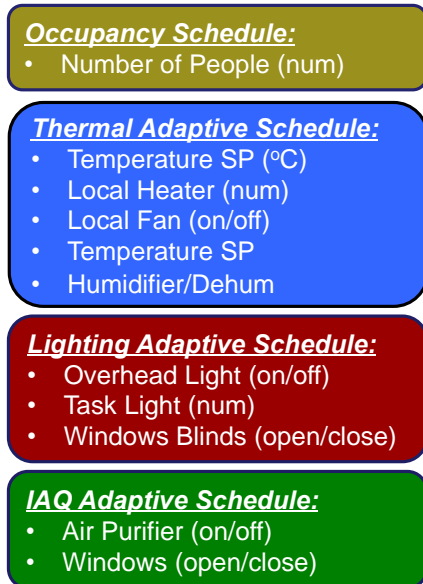 Occupancy Schedule:
• Number of People (num)
Thermal Adaptive Schedule:
• Temperature SP (ºC)
• Local Heater (num)
• Local Fan (on/off)
• Temperature SP
• Humidifier/Dehum
Lighting Adaptive Schedule:
• Overhead Light (on/off)
• Task Light (num)
• Windows Blinds (open/close)
IAQ Adaptive Schedule:
• Air Purifier (on/off)
• Windows (open/close)